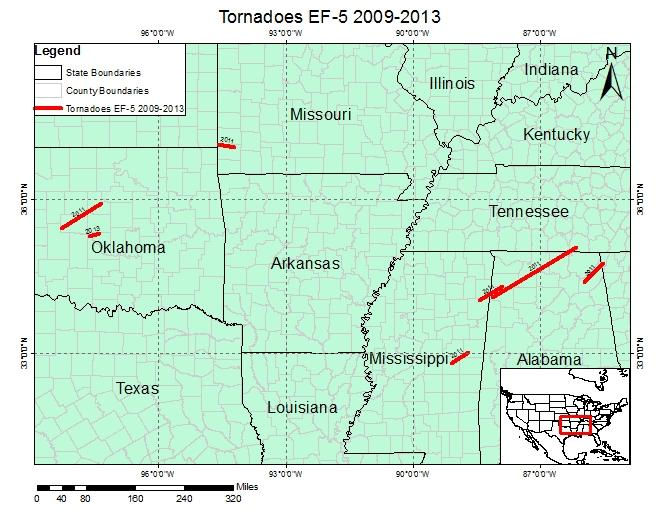 Tornadoes EF-5 2009-2013
96°0'0"W 93°0'0"W 90°0'0"W 87°0'0"W
Legend
State Boundaries
County Boundaries
Tornadoes EF-5 2009-2013
N
Illinois
Indiana
Missouri
Kentucky
2011
36°0'0"N
36°0'0"N
2011
2013
Oklahoma
Tennessee
Arkansas
2011
2011
2011
33°0'0"N
33°0'0"N
Mississippi
2011
Alabama
Texas
Louisiana
96°0'0"W 93°0'0"W 90°0'0"W 87°0'0"W
Miles
0 40 80 160 240 320